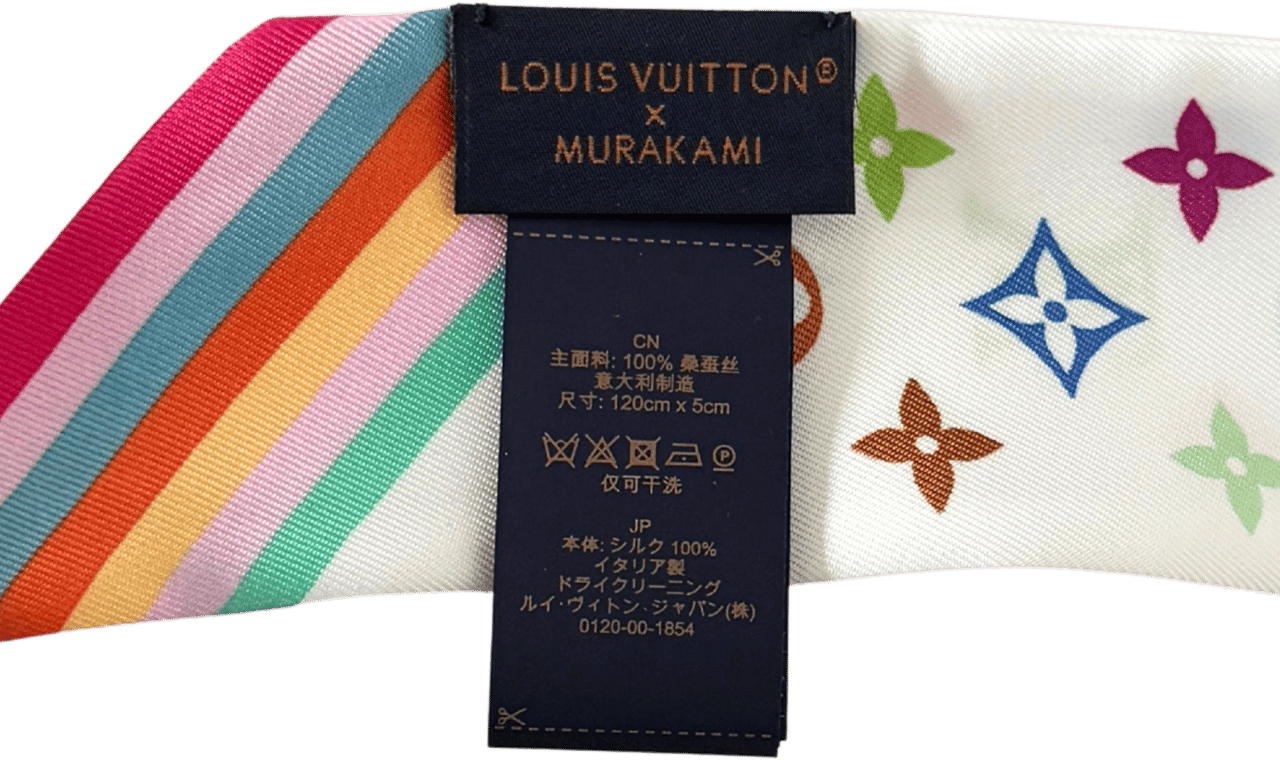 LOUIS VUITTON®
×
MURAKAMI
CN
主面料: 100% 桑蚕丝
意大利制造
尺寸: 120cm x 5cm
P
仅可干洗
JP
本体: シルク 100%
イタリア製
ドライクリーニング
ルイ·ヴィトン、ジャパン(株)
0120-00-1854